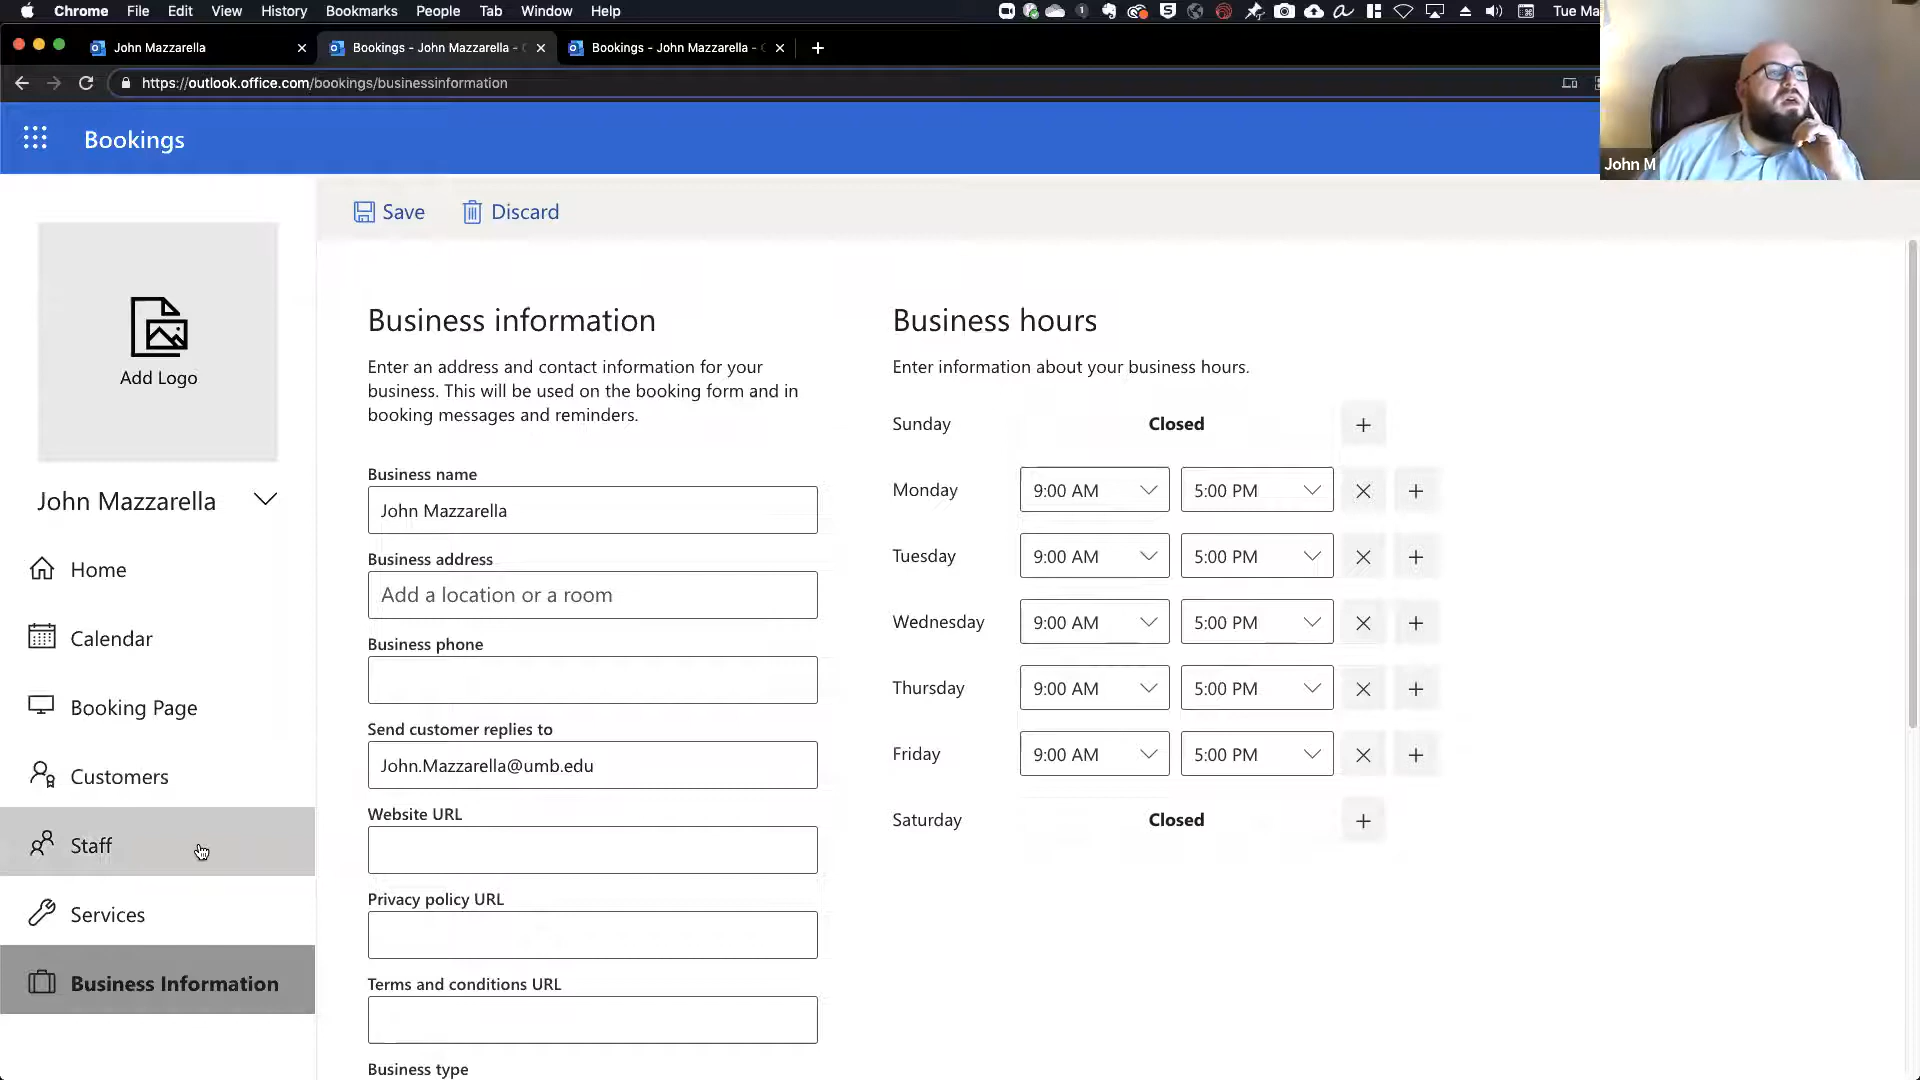 Chrome File Edit View History Bookmarks People Tab Window Help
1
Tue Ma
John Mazzarella
Bookings - John Mazzarella -
Bookings - John Mazzarella -
https://outlook.office.com/bookings/businessinformation
Bookings
John M
Save Discard
Add Logo
John Mazzarella
Home
Calendar
Booking Page
Customers
Staff
Services
Business Information
Business information
Enter an address and contact information for your
business. This will be used on the booking form and in
booking messages and reminders.
Business name
John Mazzarella
Business address
Add a location or a room
Business phone
Send customer replies to
John.Mazzarella@umb.edu
Website URL
Privacy policy URL
Terms and conditions URL
Business type
Business hours
Enter information about your business hours.
Sunday Closed
Monday 9:00 AM 5:00 PM
Tuesday 9:00 AM 5:00 PM
Wednesday 9:00 AM 5:00 PM
Thursday 9:00 AM 5:00 PM
Friday 9:00 AM 5:00 PM
Saturday Closed